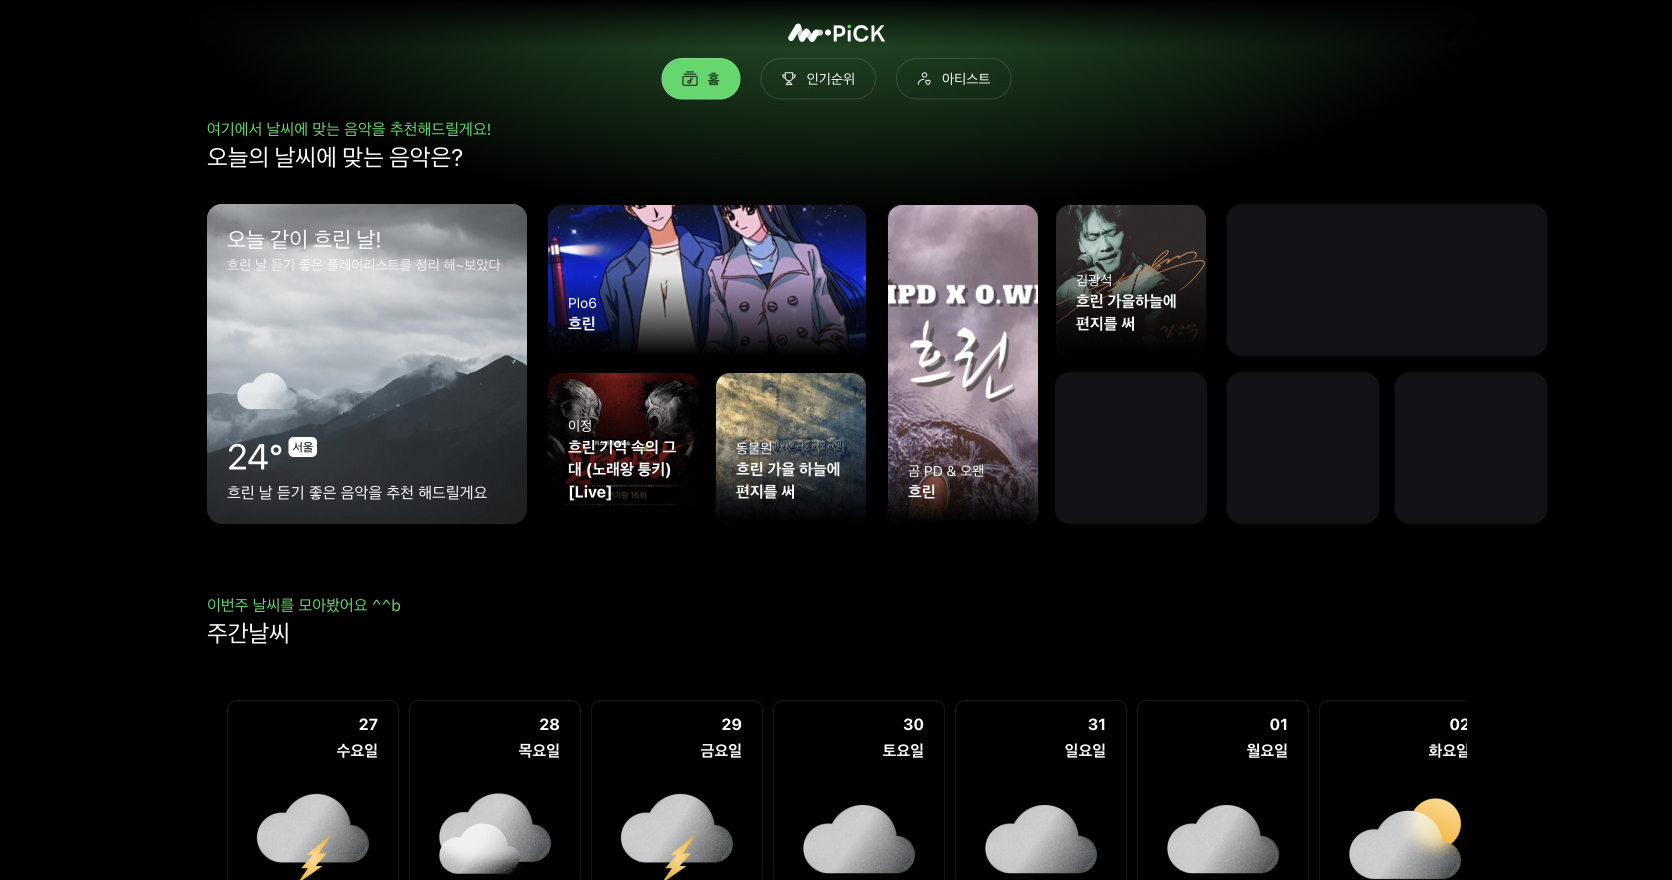 PiCK
홈
인기순위
아티스트
여기에서 날씨에 맞는 음악을 추천해드릴게요!
오늘의 날씨에 맞는 음악은?
오늘 같이 흐린 날!
흐린 날 듣기 좋은 플레이리스트를 정리 해~보았다
24°
서울
흐린 날 듣기 좋은 음악을 추천 해드릴게요
Plo6
흐린
이정
흐린 기억 속의 그
대 (노래왕 퉁키)
[Live]
동물원
흐린 가을 하늘에
편지를 써
PD X O.W
흐린
곰 PD & 오왠
흐린
김광석
흐린 가을하늘에
편지를 써
이번주 날씨를 모아봤어요 ^^b
주간날씨
27
수요일
28
목요일
29
금요일
30
토요일
31
일요일
01
월요일
02
화요일